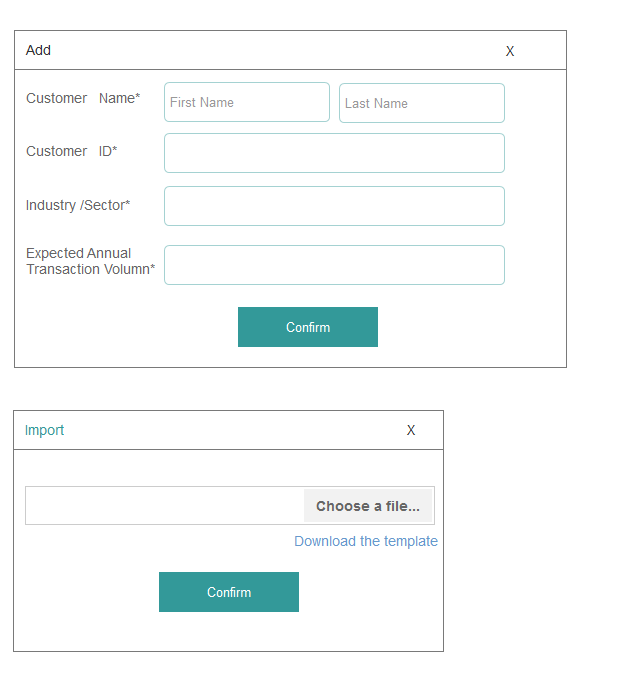 Add X
Customer Name*
First Name
Last Name
Customer ID*
Industry /Sector*
Expected Annual
Transaction Volumn*
Confirm
Import X
Choose a file...
Download the template
Confirm